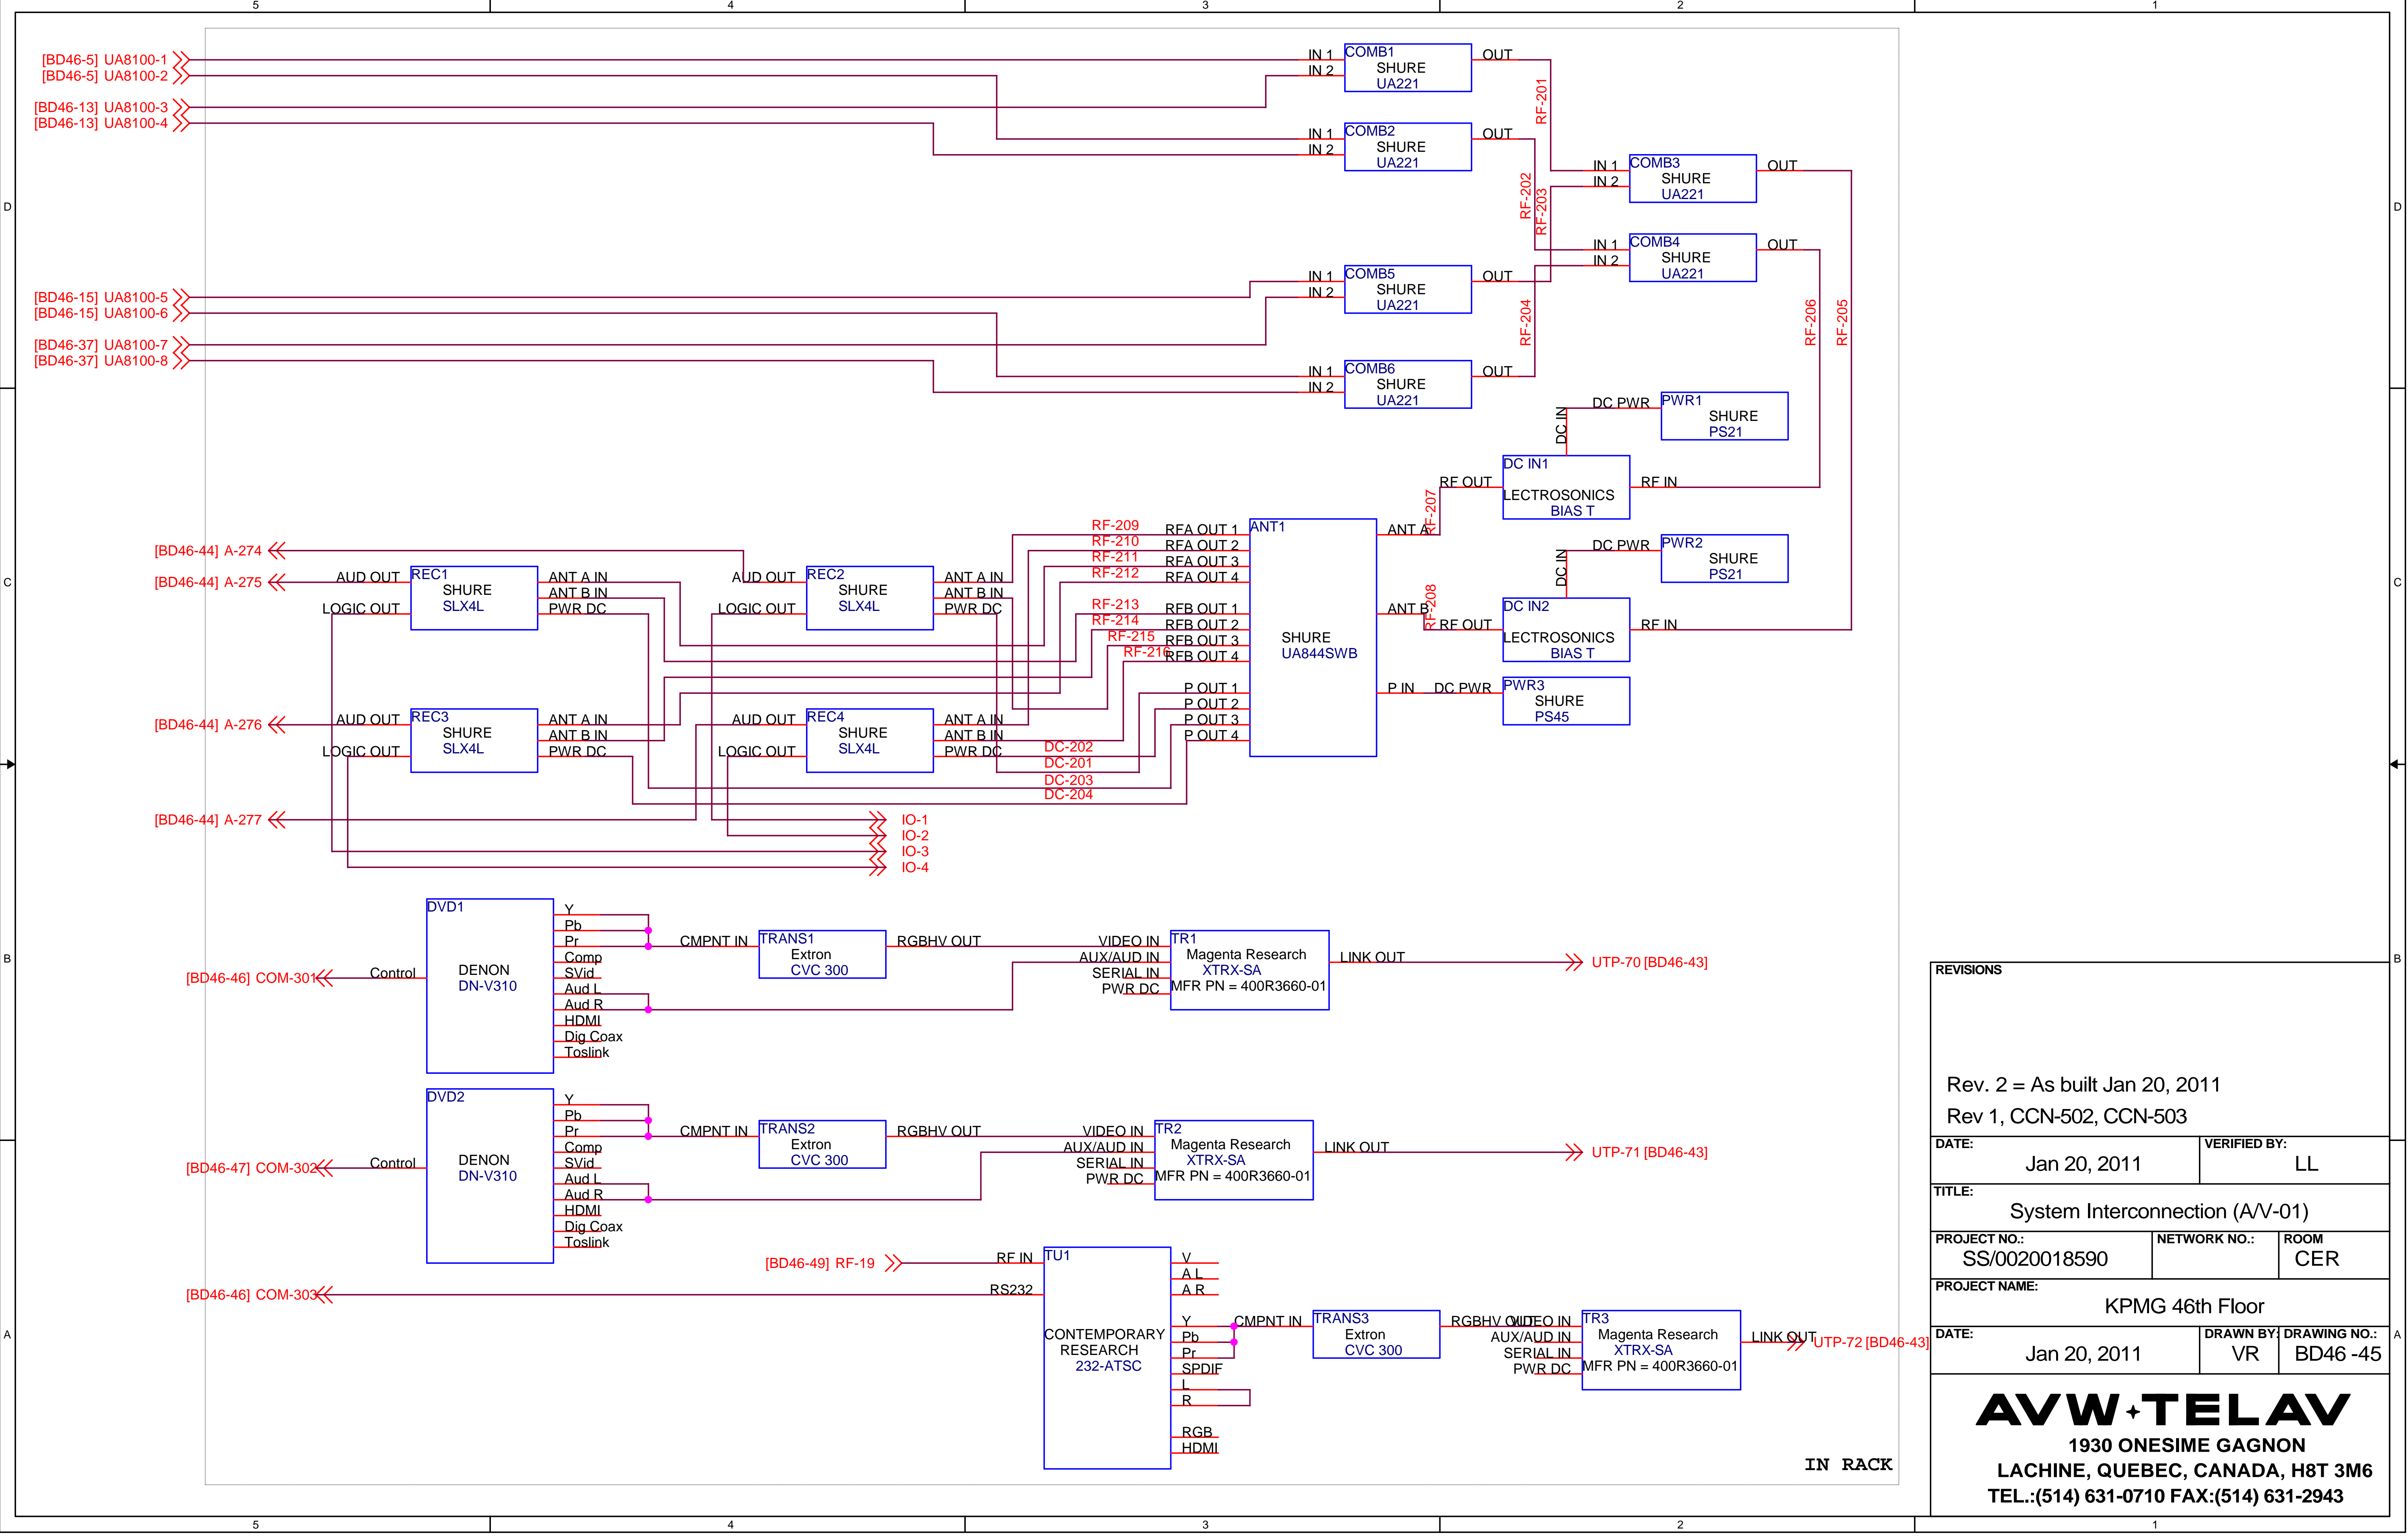 5 4 3 2 1
D
C
B
A
[BD46-5] UA8100-1
[BD46-5] UA8100-2
[BD46-13] UA8100-3
[BD46-13] UA8100-4
[BD46-15] UA8100-5
[BD46-15] UA8100-6
[BD46-37] UA8100-7
[BD46-37] UA8100-8
IN 1 COMB1 OUT
IN 2 SHURE
UA221
IN 1 COMB2 OUT
IN 2 SHURE
UA221
RF-201
RF-202
RF-203
IN 1 COMB3 OUT
IN 2 SHURE
UA221
IN 1 COMB4 OUT
IN 2 SHURE
UA221
IN 1 COMB5 OUT
IN 2 SHURE
UA221
RF-204
RF-206
RF-205
IN 1 COMB6 OUT
IN 2 SHURE
UA221
DC IN DC PWR PWR1
SHURE
PS21
DC IN1
RF OUT RF IN
LECTROSONICS
BIAS T
RF-207
DC IN DC PWR PWR2
SHURE
PS21
DC IN2
RF OUT RF IN
LECTROSONICS
BIAS T
RF-208
P IN DC PWR PWR3
SHURE
PS45
ANT1
ANT A
ANT B
SHURE
UA844SWB
RF-209 RFA OUT 1
RF-210 RFA OUT 2
RF-211 RFA OUT 3
RF-212 RFA OUT 4
RF-213 RFB OUT 1
RF-214 RFB OUT 2
RF-215 RFB OUT 3
RF-216 RFB OUT 4
P OUT 1
P OUT 2
P OUT 3
P OUT 4
[BD46-44] A-274
[BD46-44] A-275
AUD OUT REC1 ANT A IN
SHURE ANT B IN
LOGIC OUT SLX4L PWR DC
AUD OUT REC2 ANT A IN
SHURE ANT B IN
LOGIC OUT SLX4L PWR DC
[BD46-44] A-276
AUD OUT REC3 ANT A IN
SHURE ANT B IN
LOGIC OUT SLX4L PWR DC
AUD OUT REC4 ANT A IN
SHURE ANT B IN
LOGIC OUT SLX4L PWR DC
DC-202
DC-201
DC-203
DC-204
[BD46-44] A-277
IO-1
IO-2
IO-3
IO-4
[BD46-46] COM-301
Control
DVD1
DENON
DN-V310
Y
Pb
Pr
Comp
SVid
Aud L
Aud R
HDMI
Dig Coax
Toslink
CMPNT IN TRANS1 RGBHV OUT
Extron
CVC 300
VIDEO IN TR1
AUX/AUD IN Magenta Research LINK OUT
SERIAL IN XTRX-SA
PWR DC MFR PN = 400R3660-01
UTP-70 [BD46-43]
[BD46-47] COM-302
Control
DVD2
DENON
DN-V310
Y
Pb
Pr
Comp
SVid
Aud L
Aud R
HDMI
Dig Coax
Toslink
CMPNT IN TRANS2 RGBHV OUT
Extron
CVC 300
VIDEO IN TR2
AUX/AUD IN Magenta Research LINK OUT
SERIAL IN XTRX-SA
PWR DC MFR PN = 400R3660-01
UTP-71 [BD46-43]
[BD46-49] RF-19
RF IN
[BD46-46] COM-303
RS232
TU1
CONTEMPORARY
RESEARCH
232-ATSC
V
A L
A R
Y
Pb
Pr
SPDIF
L
R
RGB
HDMI
CMPNT IN TRANS3 RGBHV OUT
Extron
CVC 300
VIDEO IN TR3
AUX/AUD IN Magenta Research LINK OUT
SERIAL IN XTRX-SA
PWR DC MFR PN = 400R3660-01
UTP-72 [BD46-43]
IN RACK
REVISIONS
Rev. 2 = As built Jan 20, 2011
Rev 1, CCN-502, CCN-503
DATE: VERIFIED BY:
Jan 20, 2011 LL
TITLE:
System Interconnection (A/V-01)
PROJECT NO.: NETWORK NO.: ROOM
SS/0020018590 CER
PROJECT NAME:
KPMG 46th Floor
DATE: DRAWN BY: DRAWING NO.:
Jan 20, 2011 VR BD46 -45
AVW+TELAV
1930 ONESIME GAGNON
LACHINE, QUEBEC, CANADA, H8T 3M6
TEL.:(514) 631-0710 FAX:(514) 631-2943
D
C
B
A
5 4 3 2 1